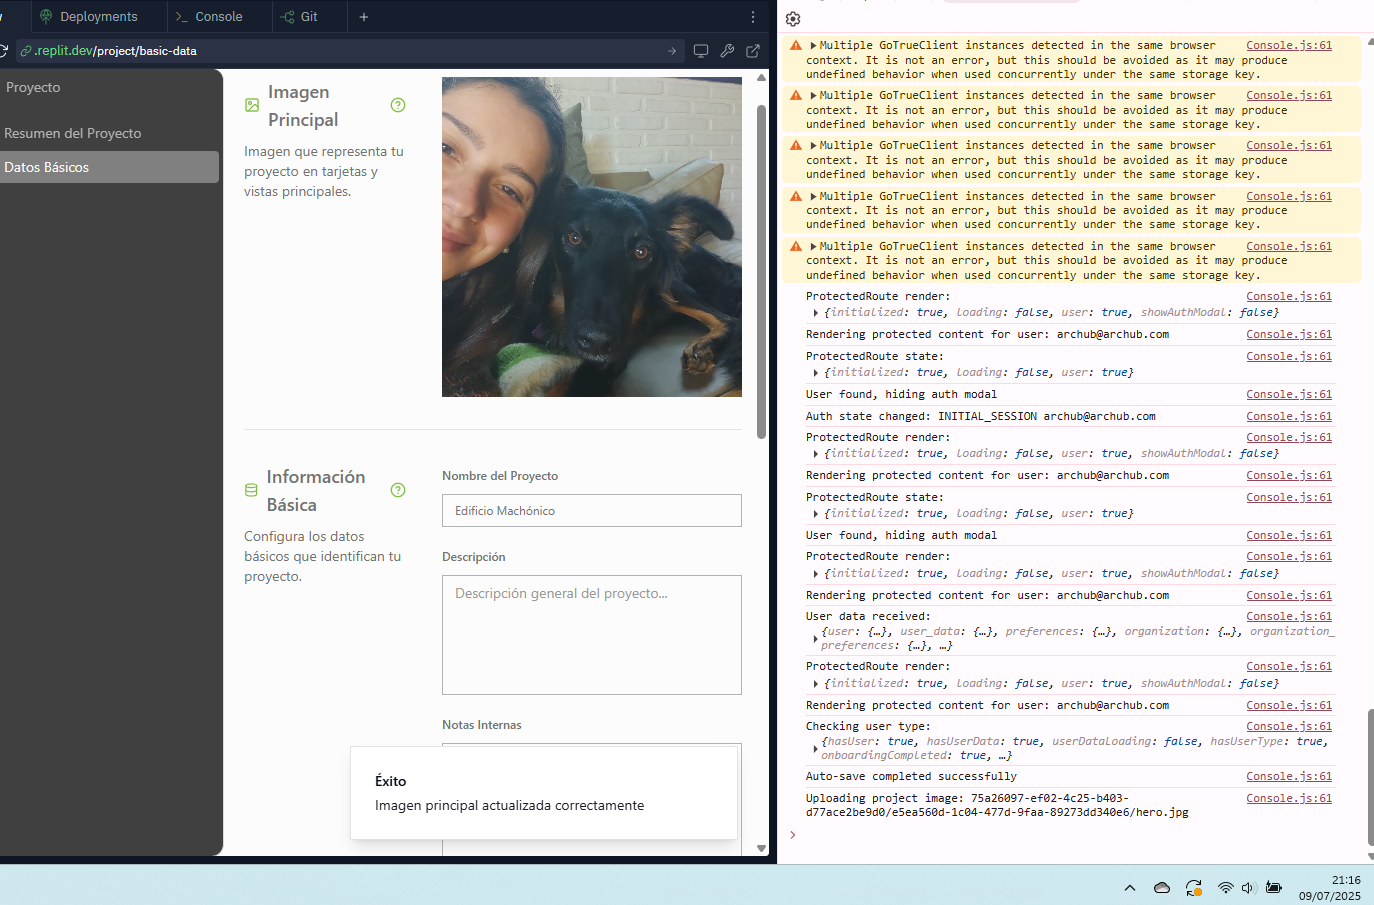 Deployments
Console
Git
.replit.dev/project/basic-data
Proyecto
Resumen del Proyecto
Datos Básicos
Imagen
Principal
Imagen que representa tu
proyecto en tarjetas y
vistas principales.
Información
Básica
Configura los datos
básicos que identifican tu
proyecto.
Nombre del Proyecto
Edificio Machónico
Descripción
Descripción general del proyecto...
Notas Internas
Éxito
Imagen principal actualizada correctamente
Multiple GoTrueClient instances detected in the same browser Console.js:61
context. It is not an error, but this should be avoided as it may produce
undefined behavior when used concurrently under the same storage key.
Multiple GoTrueClient instances detected in the same browser Console.js:61
context. It is not an error, but this should be avoided as it may produce
undefined behavior when used concurrently under the same storage key.
Multiple GoTrueClient instances detected in the same browser Console.js:61
context. It is not an error, but this should be avoided as it may produce
undefined behavior when used concurrently under the same storage key.
Multiple GoTrueClient instances detected in the same browser Console.js:61
context. It is not an error, but this should be avoided as it may produce
undefined behavior when used concurrently under the same storage key.
Multiple GoTrueClient instances detected in the same browser Console.js:61
context. It is not an error, but this should be avoided as it may produce
undefined behavior when used concurrently under the same storage key.
ProtectedRoute render: Console.js:61
{initialized: true, loading: false, user: true, showAuthModal: false}
Rendering protected content for user: archub@archub.com Console.js:61
ProtectedRoute state: Console.js:61
{initialized: true, loading: false, user: true}
User found, hiding auth modal Console.js:61
Auth state changed: INITIAL_SESSION archub@archub.com Console.js:61
ProtectedRoute render: Console.js:61
{initialized: true, loading: false, user: true, showAuthModal: false}
Rendering protected content for user: archub@archub.com Console.js:61
ProtectedRoute state: Console.js:61
{initialized: true, loading: false, user: true}
User found, hiding auth modal Console.js:61
ProtectedRoute render: Console.js:61
{initialized: true, loading: false, user: true, showAuthModal: false}
Rendering protected content for user: archub@archub.com Console.js:61
User data received: Console.js:61
{user: {…}, user_data: {…}, preferences: {…}, organization: {…}, organization_
preferences: {…}, …}
ProtectedRoute render: Console.js:61
{initialized: true, loading: false, user: true, showAuthModal: false}
Rendering protected content for user: archub@archub.com Console.js:61
Checking user type: Console.js:61
{hasUser: true, hasUserData: true, userDataLoading: false, hasUserType: true,
onboardingCompleted: true, …}
Auto-save completed successfully Console.js:61
Uploading project image: 75a26097-ef02-4c25-b403- Console.js:61
d77ace2be9d0/e5ea560d-1c04-477d-9faa-89273dd340e6/hero.jpg
21:16
09/07/2025